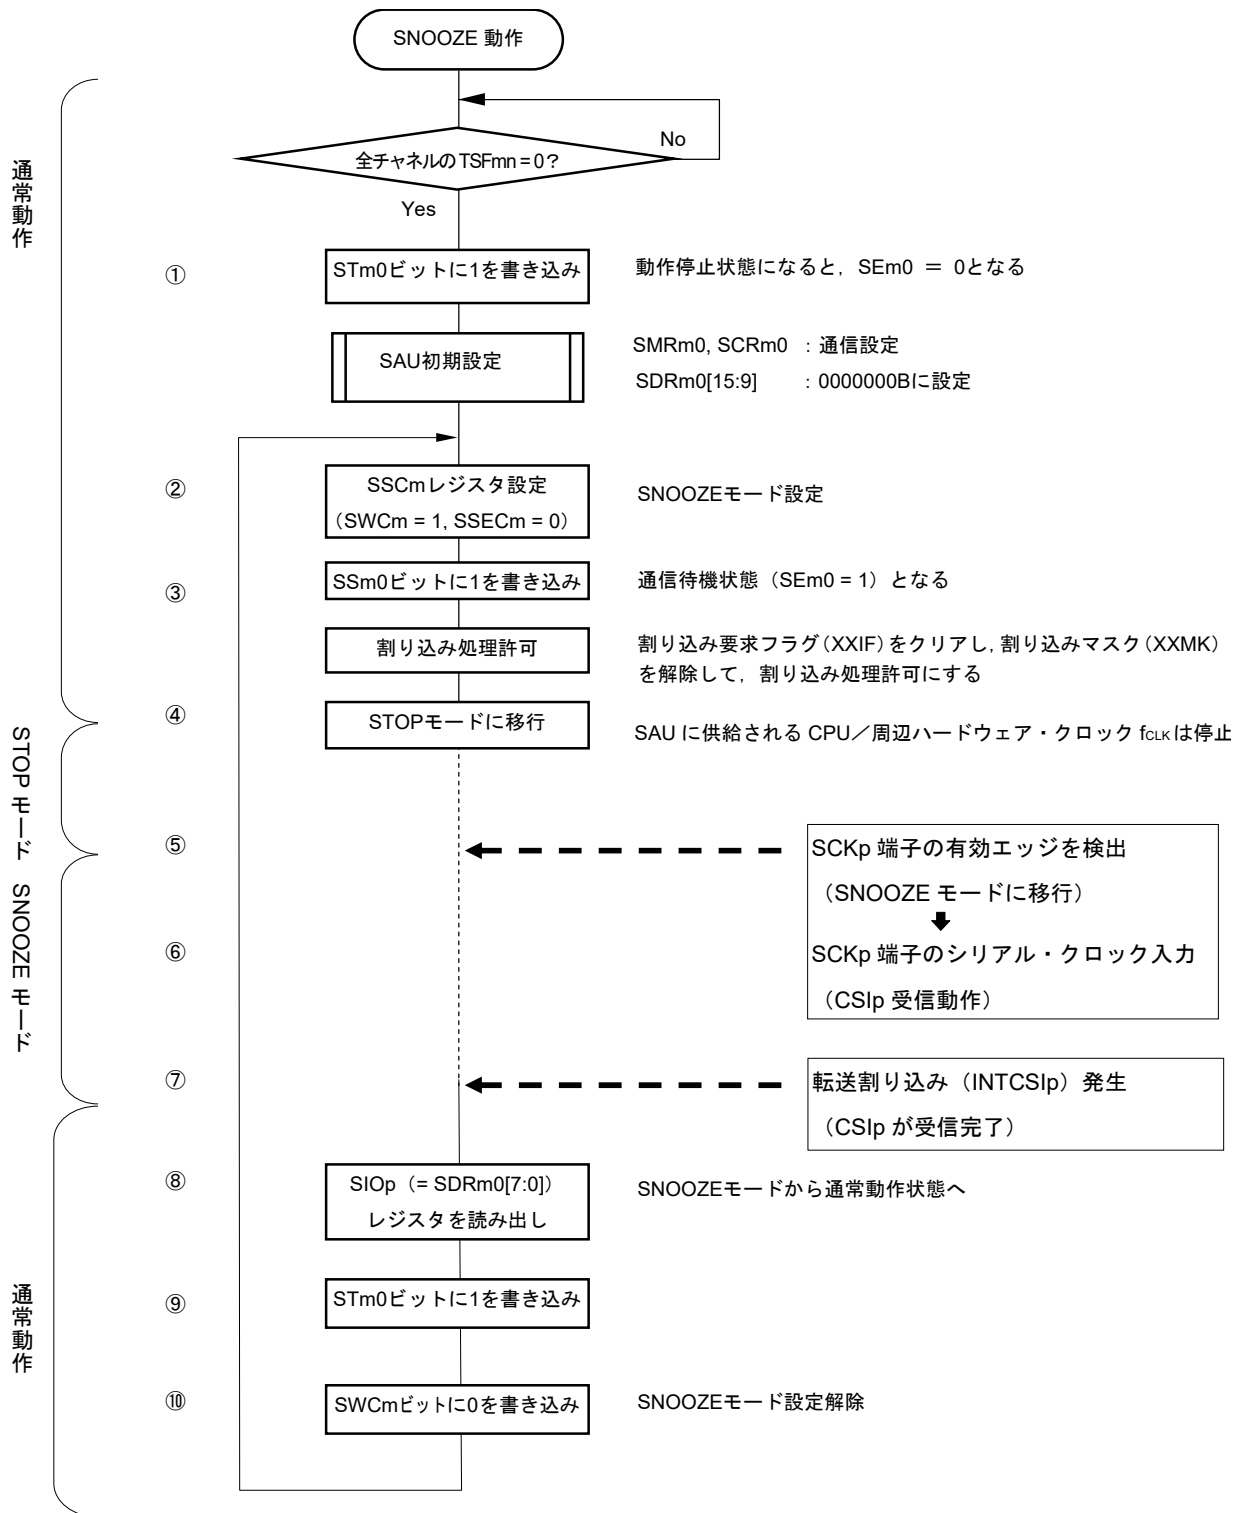 SNOOZE 動作
No
全チャネルの TSFmn = 0？
Yes
通常動作
① STm0ビットに1を書き込み 動作停止状態になると，SEm0 ＝ 0となる
SAU初期設定
SMRm0, SCRm0 ：通信設定
SDRm0[15:9] ：0000000Bに設定
② SSCmレジスタ設定
（SWCm = 1, SSECm = 0）
SNOOZEモード設定
③ SSm0ビットに1を書き込み 通信待機状態（SEm0 = 1）となる
割り込み処理許可
割り込み要求フラグ（XXIF）をクリアし，割り込みマスク（XXMK）
を解除して，割り込み処理許可にする
④ STOPモードに移行 SAU に供給される CPU／周辺ハードウェア・クロック fCLK は停止
STOP モード
⑤ SCKp 端子の有効エッジを検出
（SNOOZE モードに移行）
SNOOZE モード
⑥ SCKp 端子のシリアル・クロック入力
（CSIp 受信動作）
⑦ 転送割り込み（INTCSIp）発生
（CSIp が受信完了）
⑧ SIOp（= SDRm0[7:0]）
レジスタを読み出し
SNOOZEモードから通常動作状態へ
通常動作
⑨ STm0ビットに1を書き込み
⑩ SWCmビットに0を書き込み SNOOZEモード設定解除